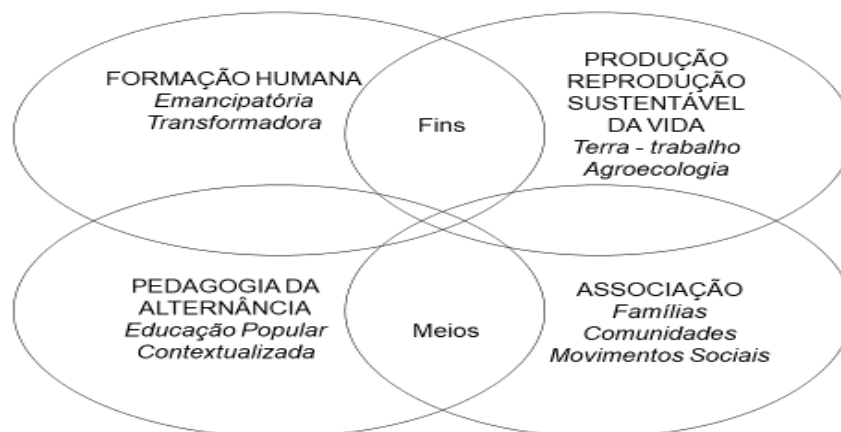 FORMAÇÃO HUMANA
Emancipatória
Transformadora
Fins
PRODUÇÃO
REPRODUÇÃO
SUSTENTÁVEL
DA VIDA
Terra - trabalho
Agroecologia
PEDAGOGIA DA
ALTERNÂNCIA
Educação Popular
Contextualizada
Meios
ASSOCIAÇÃO
Famílias
Comunidades
Movimentos Sociais